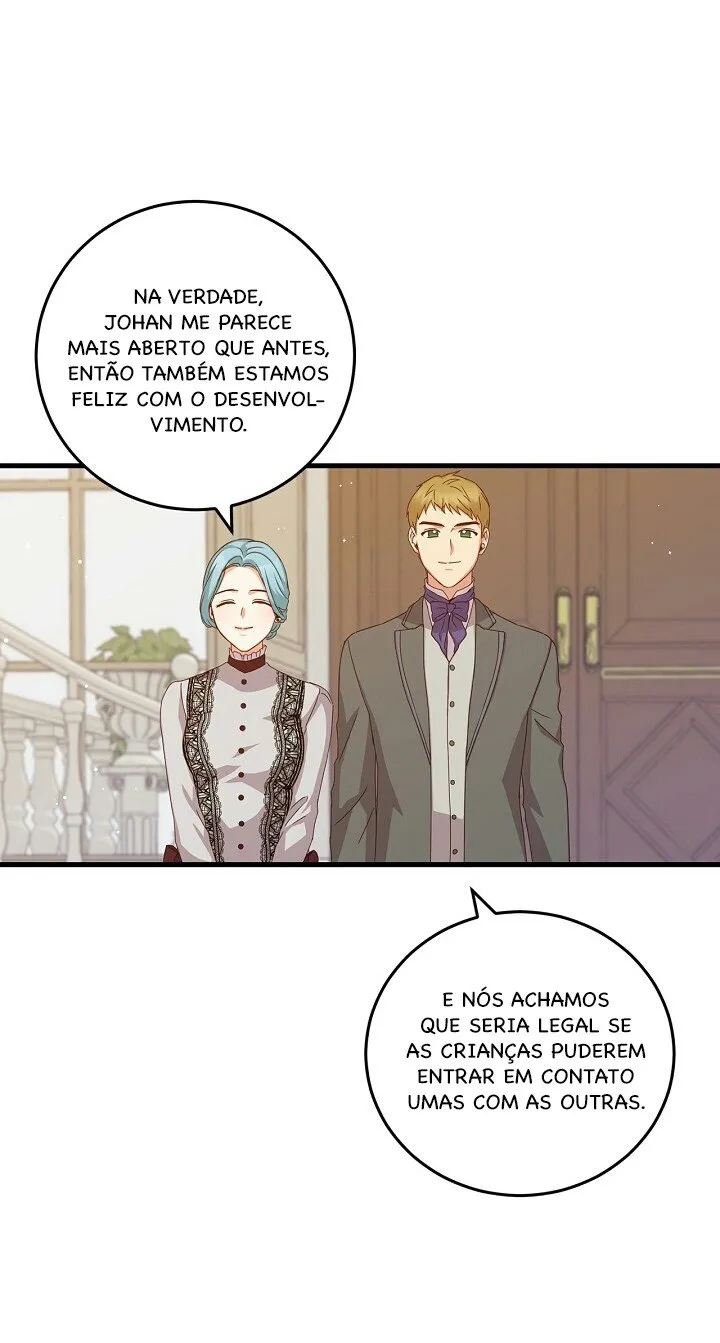 NA VERDADE,
JOHAN ME PARECE
MAIS ABERTO QUE ANTES,
ENTÃO TAMBÉM ESTAMOS
FELIZ COM O DESENVOL-
VIMENTO.
E NÓS ACHAMOS
QUE SERIA LEGAL SE
AS CRIANÇAS PUDEREM
ENTRAR EM CONTATO
UMAS COM AS OUTRAS.